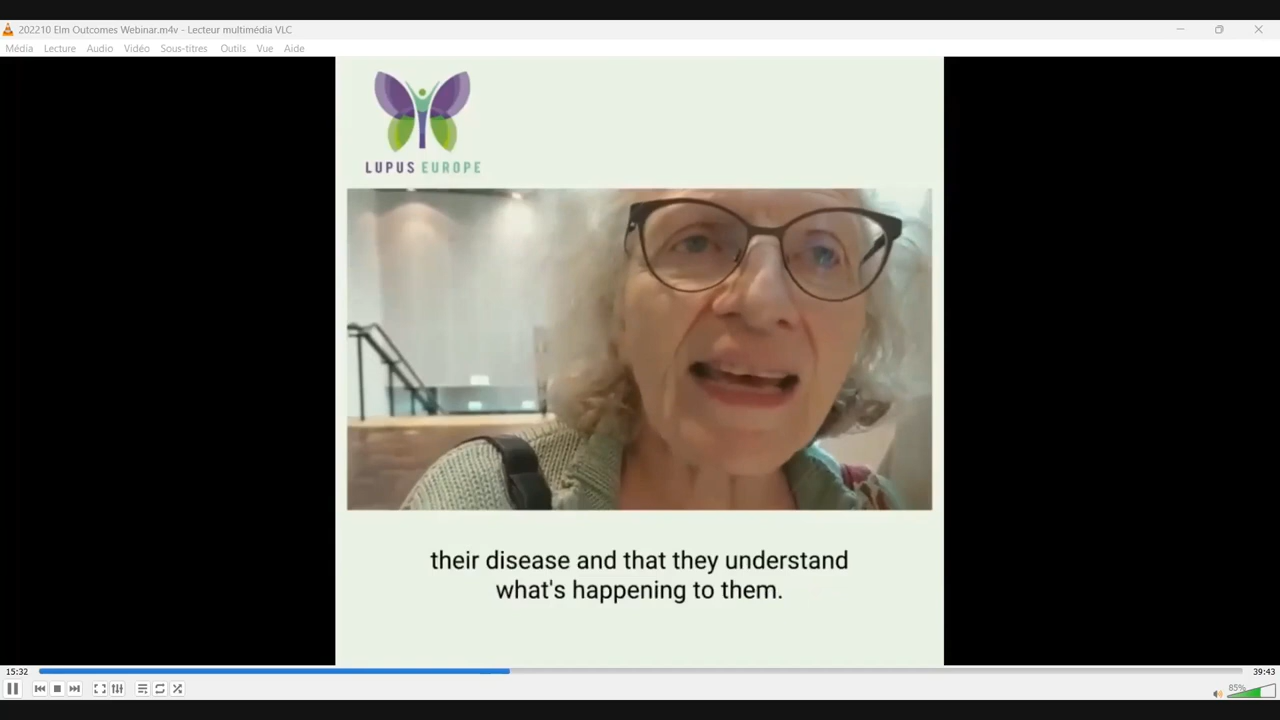 202210 Elm Outcomes Webinar.m4v - Lecteur multimédia VLC
Média Lecture Audio Vidéo Sous-titres Outils Vue Aide
LUPUS EUROPE
their disease and that they understand
what's happening to them.
15:32 39:43
85%